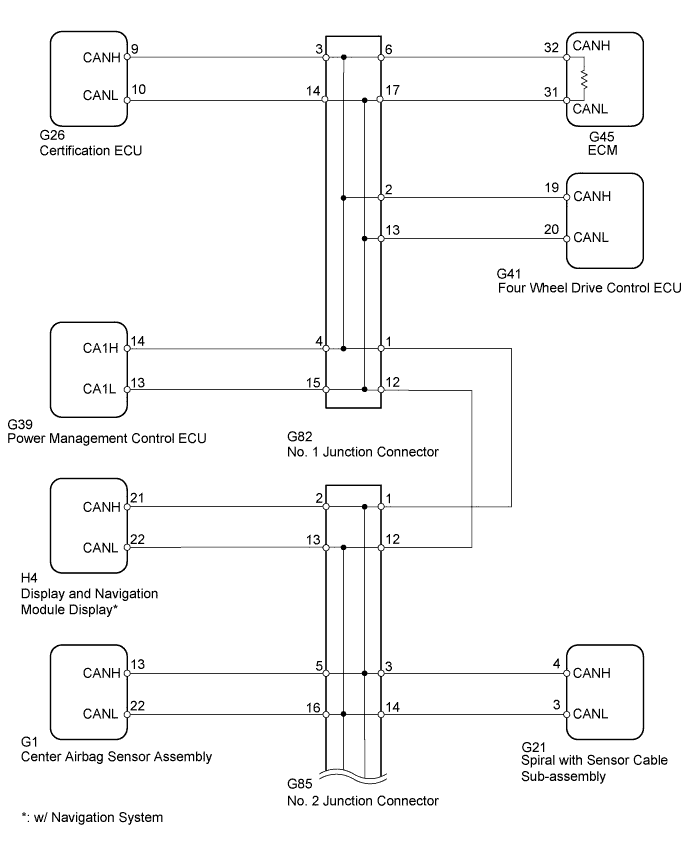 9 3 6 32 CANH
CANH
CANL 10 14 17 31
CANL
G26
Certification ECU
G45
ECM
2 19 CANH
13 20 CANL
G41
Four Wheel Drive Control ECU
CA1H 14 4 1
CA1L 13 15 12
G39
Power Management Control ECU
G82
No. 1 Junction Connector
CANH 21 2 1
CANL 22 13 12
H4
Display and Navigation
Module Display*
CANH 13 5 3 4 CANH
CANL 22 16 14 3 CANL
G1
Center Airbag Sensor Assembly
G21
Spiral with Sensor Cable
Sub-assembly
G85
No. 2 Junction Connector
*: w/ Navigation System